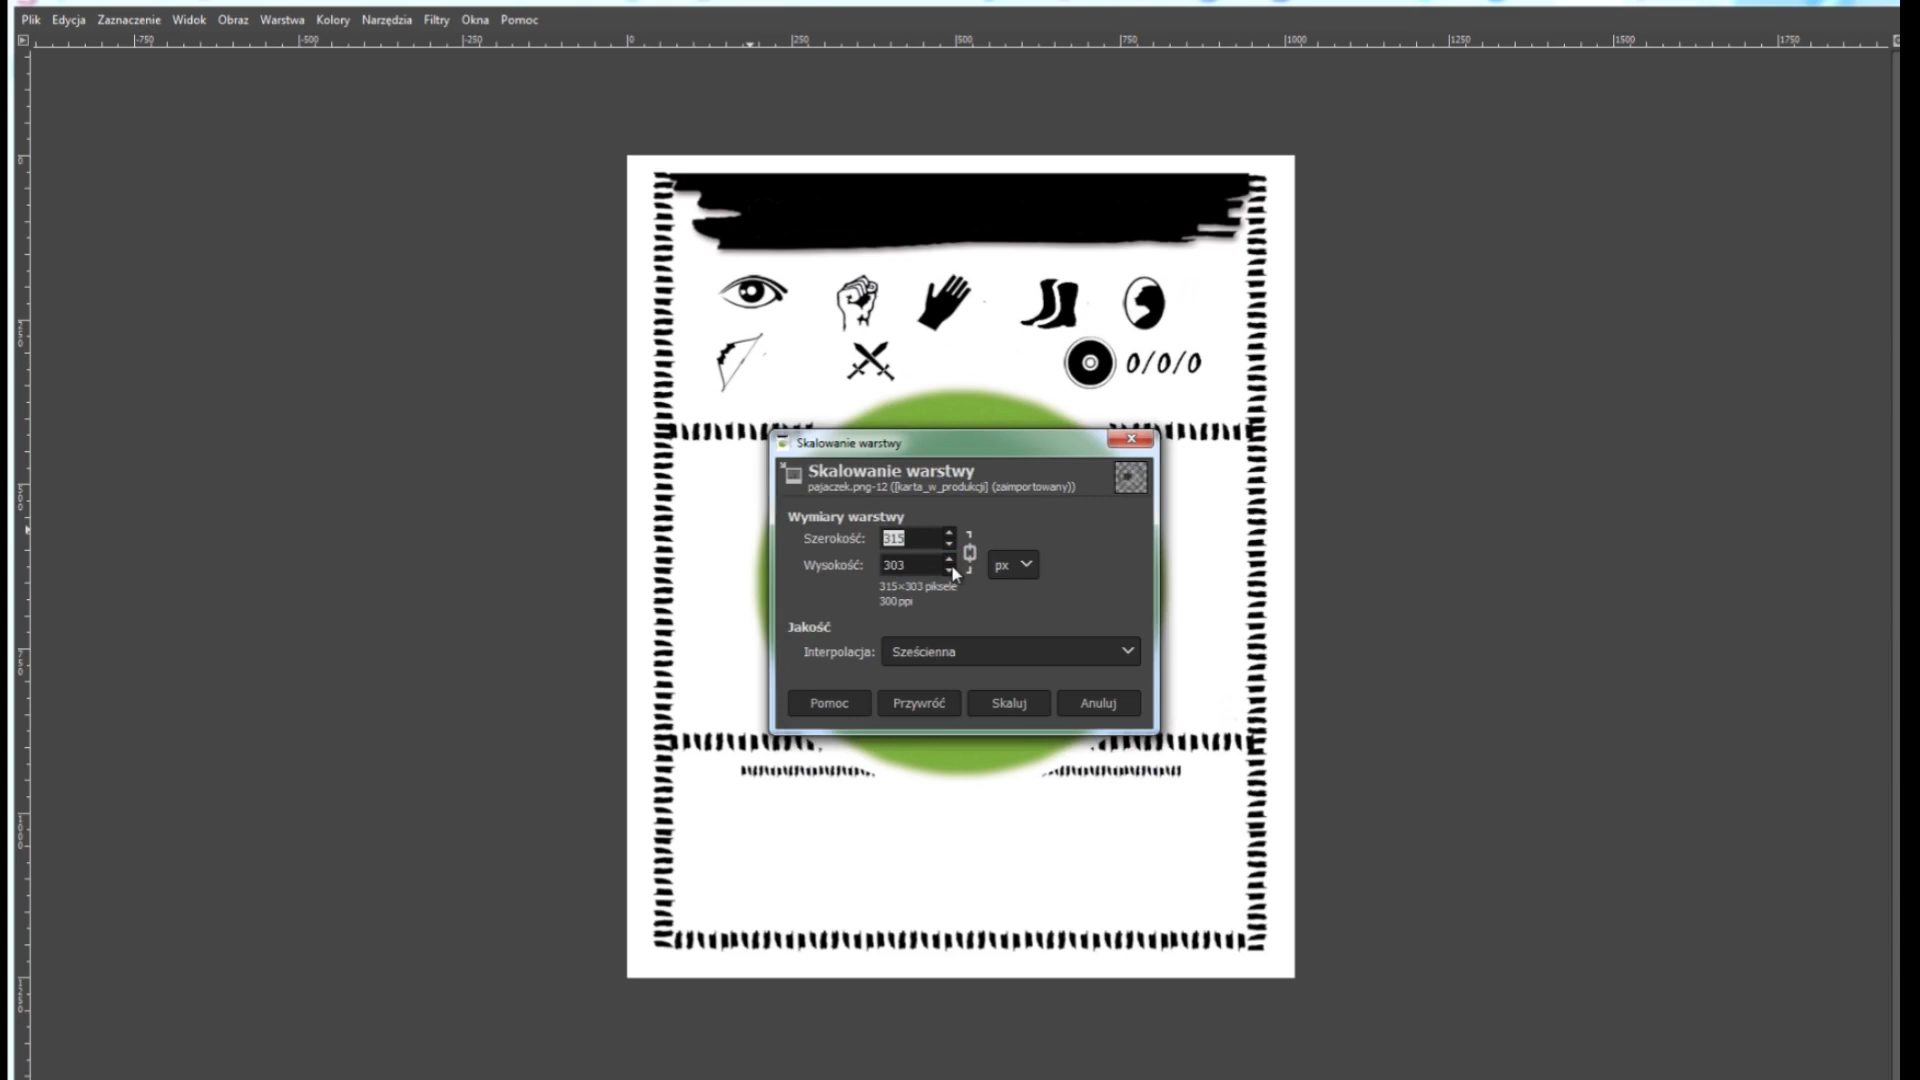 Plik Edycja Zaznaczenie Widok Obraz Warstwa Kolory Narzędzia Filtry Okna Pomoc
-750 -500 -250 0 250 500 750 1000 1250 1500 1750
0/0/0
Skalowanie warstwy
Skalowanie warstwy
pajaczek.png-12 ([karta_w_produkcji] (zaimportowany))
Wymiary warstwy
Szerokość: 315
Wysokość: 303 px
315×303 piksele
300 ppi
Jakość
Interpolacja: Sześcienna
Pomoc Przywróć Skaluj Anuluj